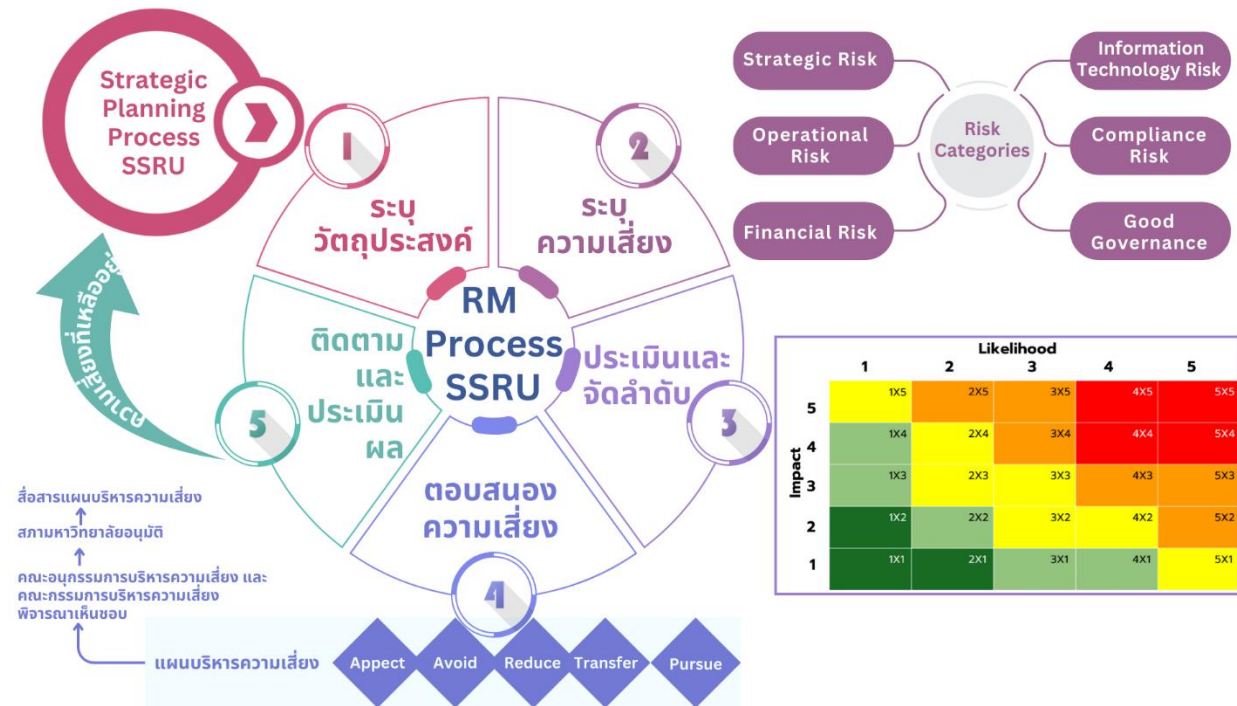 Strategic
Planning
Process
SSRU
1
ระบุ
วัตถุประสงค์
2
ระบุ
ความเสี่ยง
3
ประเมินและ
จัดลำดับ
4
ตอบสนอง
ความเสี่ยง
5
ติดตาม
และ
ประเมิน
ผล
RM
Process
SSRU
ความเสี่ยงที่เหลืออยู่
Risk
Categories
Strategic Risk
Operational
Risk
Financial Risk
Information
Technology Risk
Compliance
Risk
Good
Governance
Likelihood
1 2 3 4 5
Impact
5 1X5 2X5 3X5 4X5 5X5
4 1X4 2X4 3X4 4X4 5X4
3 1X3 2X3 3X3 4X3 5X3
2 1X2 2X2 3X2 4X2 5X2
1 1X1 2X1 3X1 4X1 5X1
สื่อสารแผนบริหารความเสี่ยง
สภามหาวิทยาลัยอนุมัติ
คณะอนุกรรมการบริหารความเสี่ยง และ
คณะกรรมการบริหารความเสี่ยง
พิจารณาเห็นชอบ
แผนบริหารความเสี่ยง
Appect
Avoid
Reduce
Transfer
Pursue